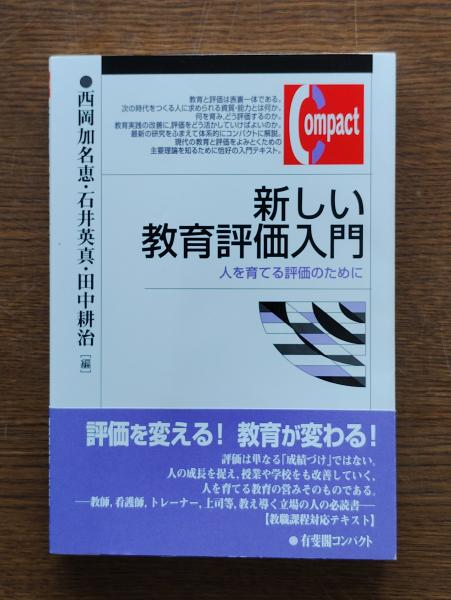 ●西岡加名恵・石井英真・田中耕治[編]
教育と評価は表裏一体である。
次の時代をつくる人に求められる資質・能力とは何か。
何を育み、どう評価するのか。
教育実践の改善に、評価をどう活かしていけばよいのか。
最新の研究をふまえて体系的にコンパクトに解説。
現代の教育と評価をよみとくための
主要理論を知るために恰好の入門テキスト。
Compact
新しい
教育評価入門
人を育てる評価のために
評価を変える！教育が変わる！
評価は単なる「成績づけ」ではない。
人の成長を捉え、授業や学校をも改善していく、
人を育てる教育の営みそのものである。
──教師、看護師、トレーナー、上司等、教え導く立場の人の必読書──
【教職課程対応テキスト】
●有斐閣コンパクト